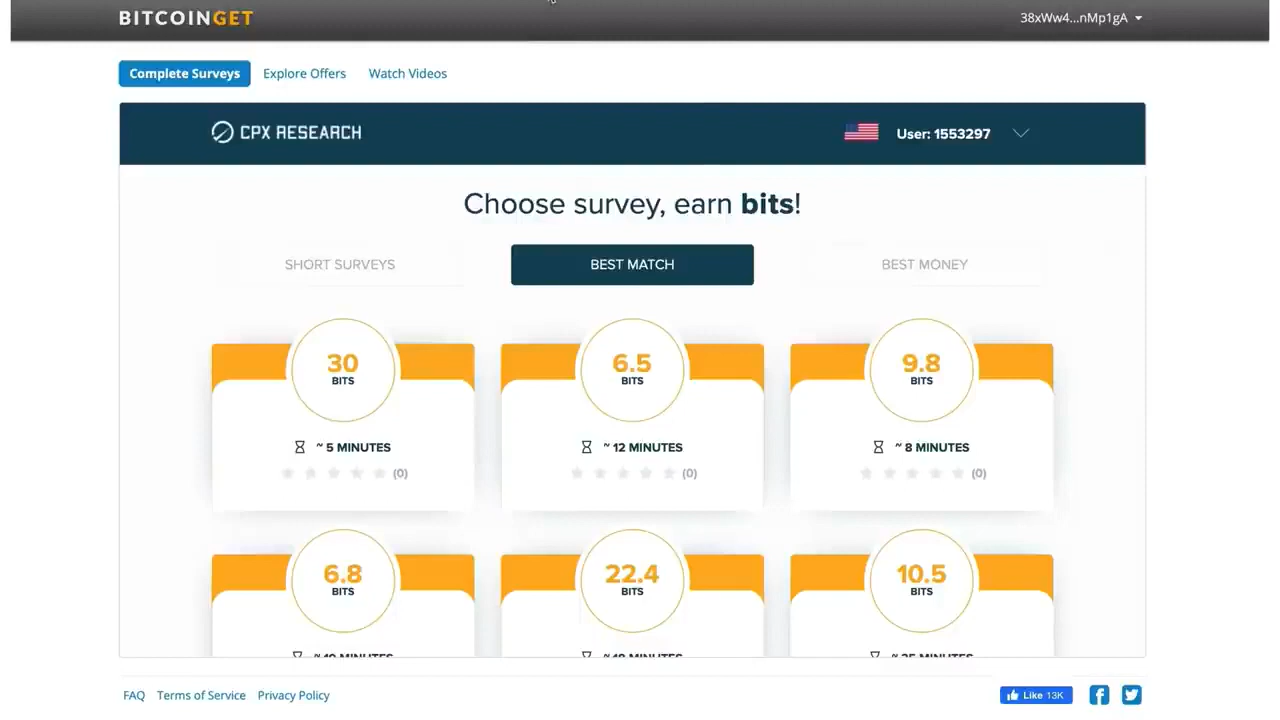 BITCOINGET
38xWw4...nMp1gA
Complete Surveys
Explore Offers
Watch Videos
CPX RESEARCH
User: 1553297
Choose survey, earn bits!
SHORT SURVEYS
BEST MATCH
BEST MONEY
30
BITS
~ 5 MINUTES
(0)
6.5
BITS
~ 12 MINUTES
(0)
9.8
BITS
~ 8 MINUTES
(0)
6.8
BITS
22.4
BITS
10.5
BITS
MINUTES
MINUTES
MINUTES
FAQ
Terms of Service
Privacy Policy
Like 13K